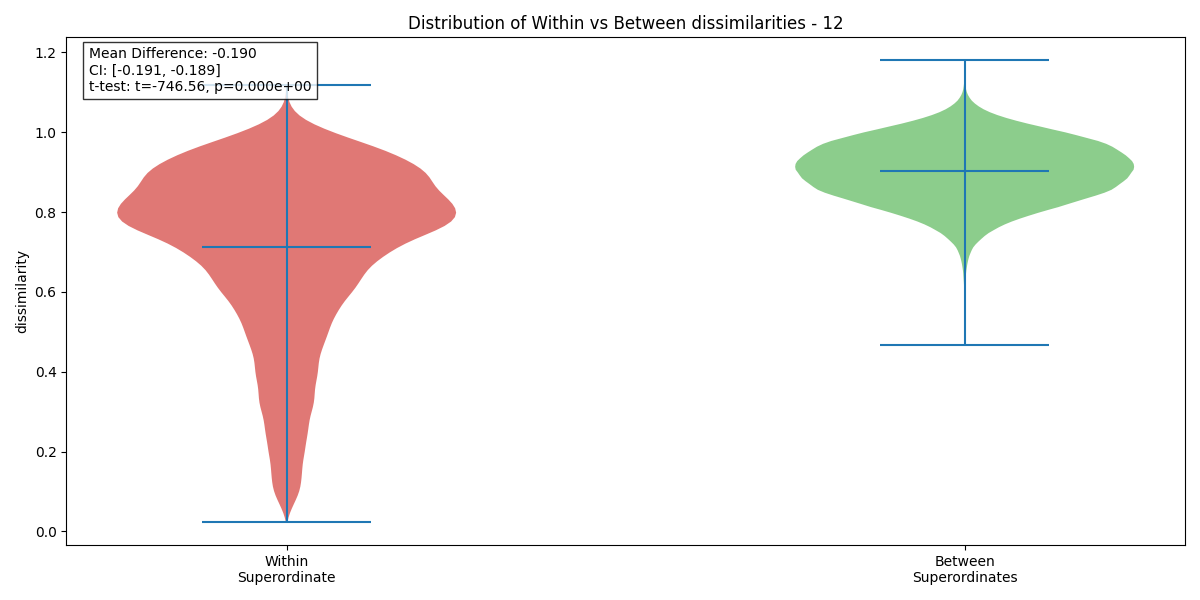 Distribution of Within vs Between dissimilarities - 12
Mean Difference: -0.190
CI: [-0.191, -0.189]
t-test: t=-746.56, p=0.000e+00
1.2
1.0
0.8
0.6
0.4
0.2
0.0
dissimilarity
Within
Superordinate
Between
Superordinates